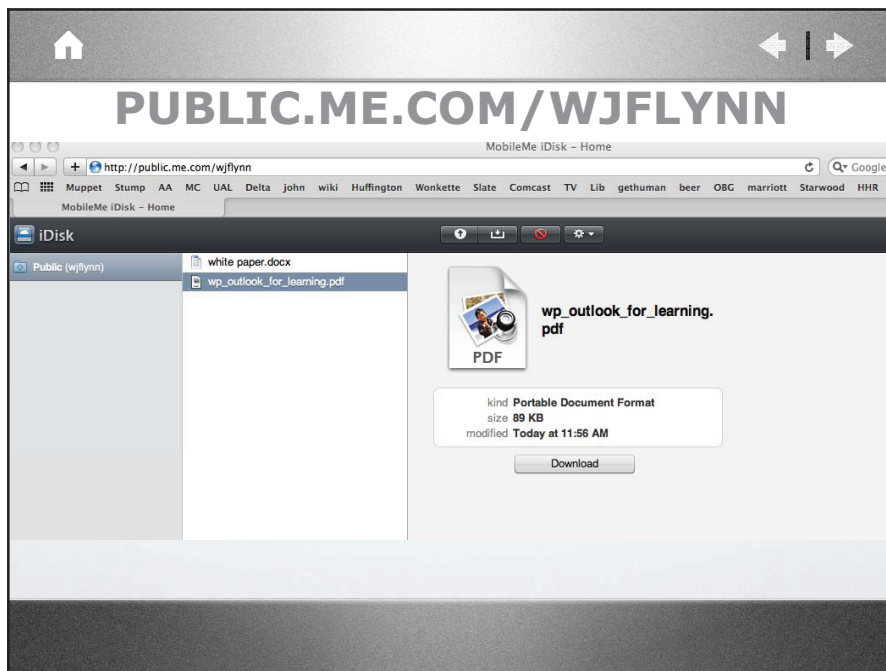 PUBLIC.ME.COM/WJFLYNN
MobileMe iDisk – Home
http://public.me.com/wjflynn
Google
Muppet Stump AA MC UAL Delta john wiki Huffington Wonkette Slate Comcast TV Lib gethuman beer OBG marriott Starwood HHR
MobileMe iDisk – Home
iDisk
Public (wjflynn)
white paper.docx
wp_outlook_for_learning.pdf
wp_outlook_for_learning.
pdf
PDF
kind Portable Document Format
size 89 KB
modified Today at 11:56 AM
Download